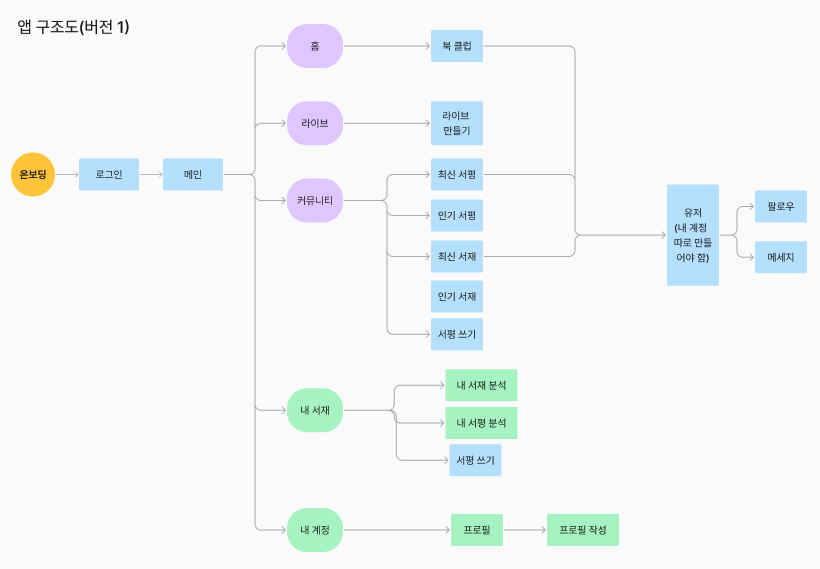 앱 구조도(버전 1)
홈
북 클럽
라이브
라이브
만들기
온보딩
로그인
메인
커뮤니티
최신 서평
인기 서평
최신 서재
인기 서재
서평 쓰기
유저
(내 계정
따로 만들
어야 함)
팔로우
메세지
내 서재
내 서재 분석
내 서평 분석
서평 쓰기
내 계정
프로필
프로필 작성